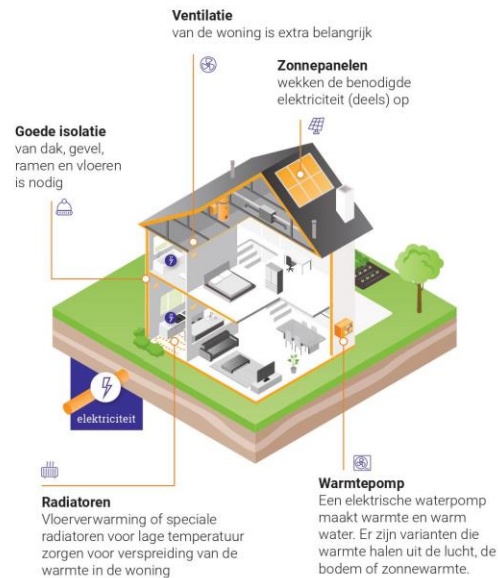 Ventilatie
van de woning is extra belangrijk
Zonnepanelen
wekken de benodigde
elektriciteit (deels) op
Goede isolatie
van dak, gevel,
ramen en vloeren
is nodig
elektriciteit
Radiatoren
Vloerverwarming of speciale
radiatoren voor lage temperatuur
zorgen voor verspreiding van de
warmte in de woning
Warmtepomp
Een elektrische waterpomp
maakt warmte en warm
water. Er zijn varianten die
warmte halen uit de lucht, de
bodem of zonnewarmte.